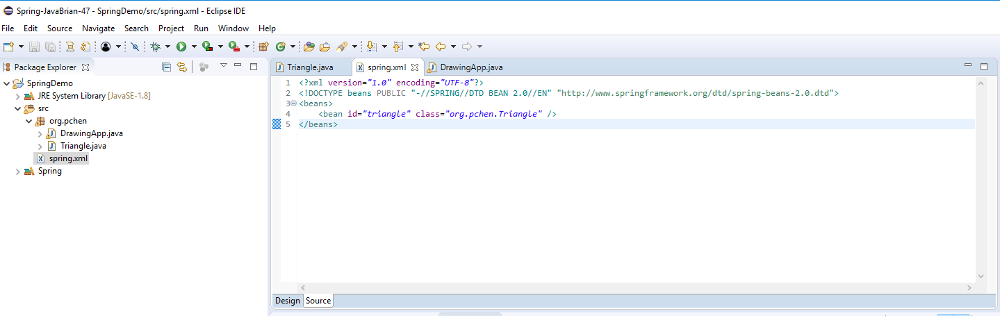 Spring-JavaBrian-47 - SpringDemo/src/spring.xml - Eclipse IDE
File Edit Source Navigate Search Project Run Window Help
Package Explorer
SpringDemo
JRE System Library [JavaSE-1.8]
src
org.pchen
DrawingApp.java
Triangle.java
spring.xml
Spring
Triangle.java spring.xml DrawingApp.java
1 <?xml version="1.0" encoding="UTF-8"?>
2 <!DOCTYPE beans PUBLIC "-//SPRING//DTD BEAN 2.0//EN" "http://www.springframework.org/dtd/spring-beans-2.0.dtd">
3 <beans>
4 <bean id="triangle" class="org.pchen.Triangle" />
5 </beans>
Design Source